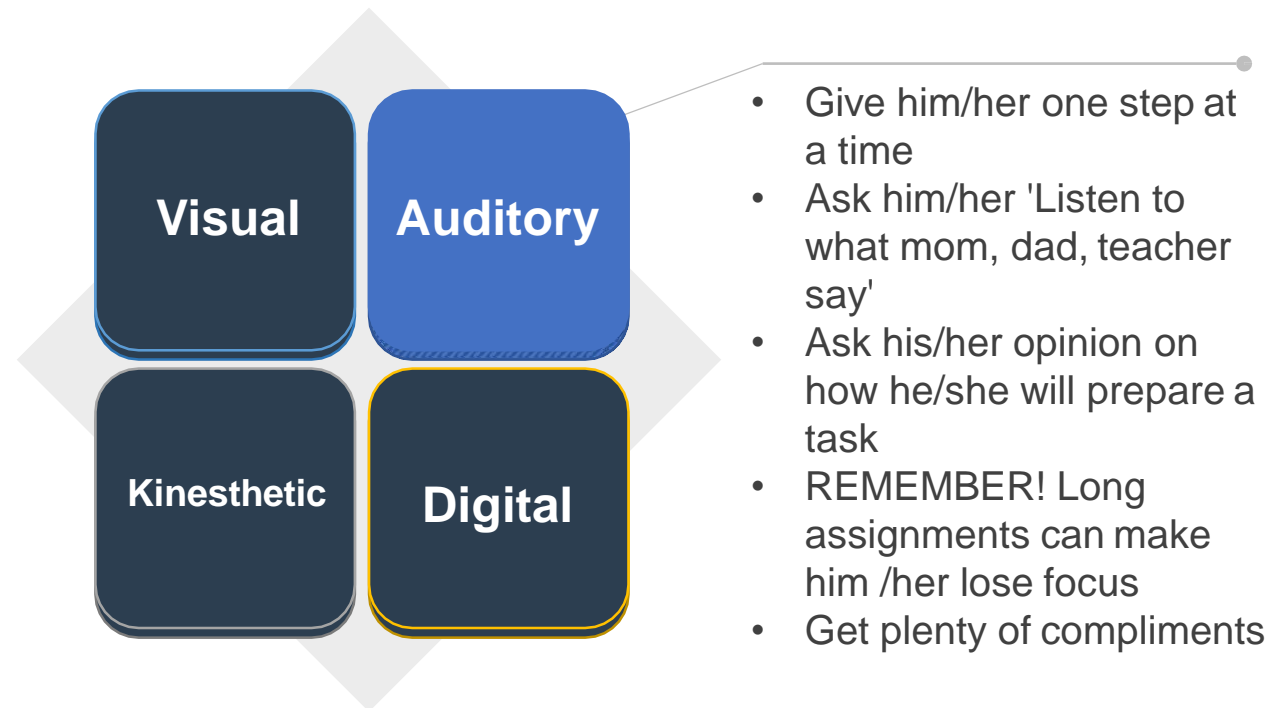 Visual
Auditory
Kinesthetic
Digital
• Give him/her one step at
a time
• Ask him/her 'Listen to
what mom, dad, teacher
say'
• Ask his/her opinion on
how he/she will prepare a
task
• REMEMBER! Long
assignments can make
him /her lose focus
• Get plenty of compliments